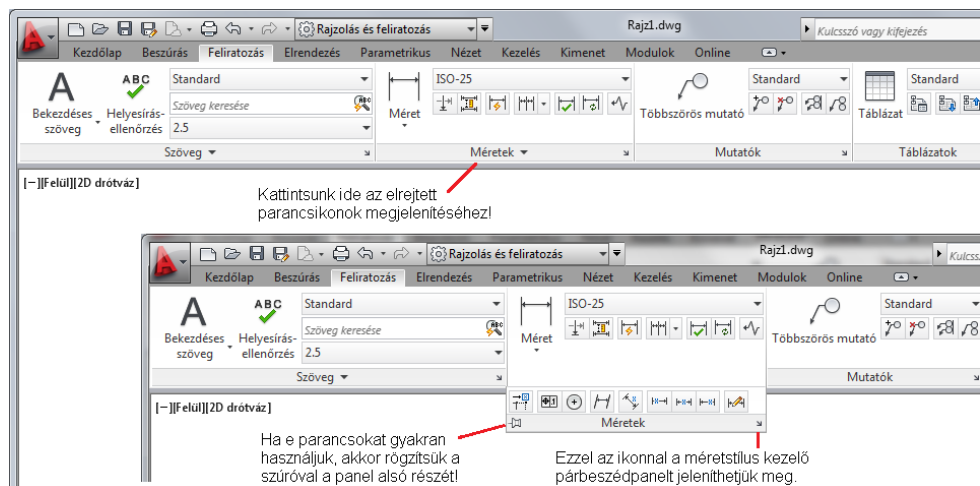 Rajzolás és feliratozás Rajz1.dwg Kulcsszó vagy kifejezés
Kezdőlap Beszúrás Feliratozás Elrendezés Parametrikus Nézet Kezelés Kimenet Modulok Online
A ABC Standard ISO-25 Standard Standard
Szöveg keresése
Bekezdéses szöveg Helyesírás-ellenőrzés 2.5 Méret Többszörös mutató Táblázat
Szöveg Méretek Mutatók Táblázatok
[−][Felül][2D drótváz]
Kattintsunk ide az elrejtett
parancsikonok megjelenítéséhez!
Rajzolás és feliratozás Rajz1.dwg Kulcssz
Kezdőlap Beszúrás Feliratozás Elrendezés Parametrikus Nézet Kezelés Kimenet Modulok Online
A ABC Standard ISO-25 Standard
Szöveg keresése
Bekezdéses szöveg Helyesírás-ellenőrzés 2.5 Méret Többszörös mutató
Szöveg Mutatók
[−][Felül][2D drótváz]
Méretek
Ha e parancsokat gyakran
használjuk, akkor rögzítsük a
szúróval a panel alsó részét!
Ezzel az ikonnal a méretstílus kezelő
párbeszédpanelt jeleníthetjük meg.